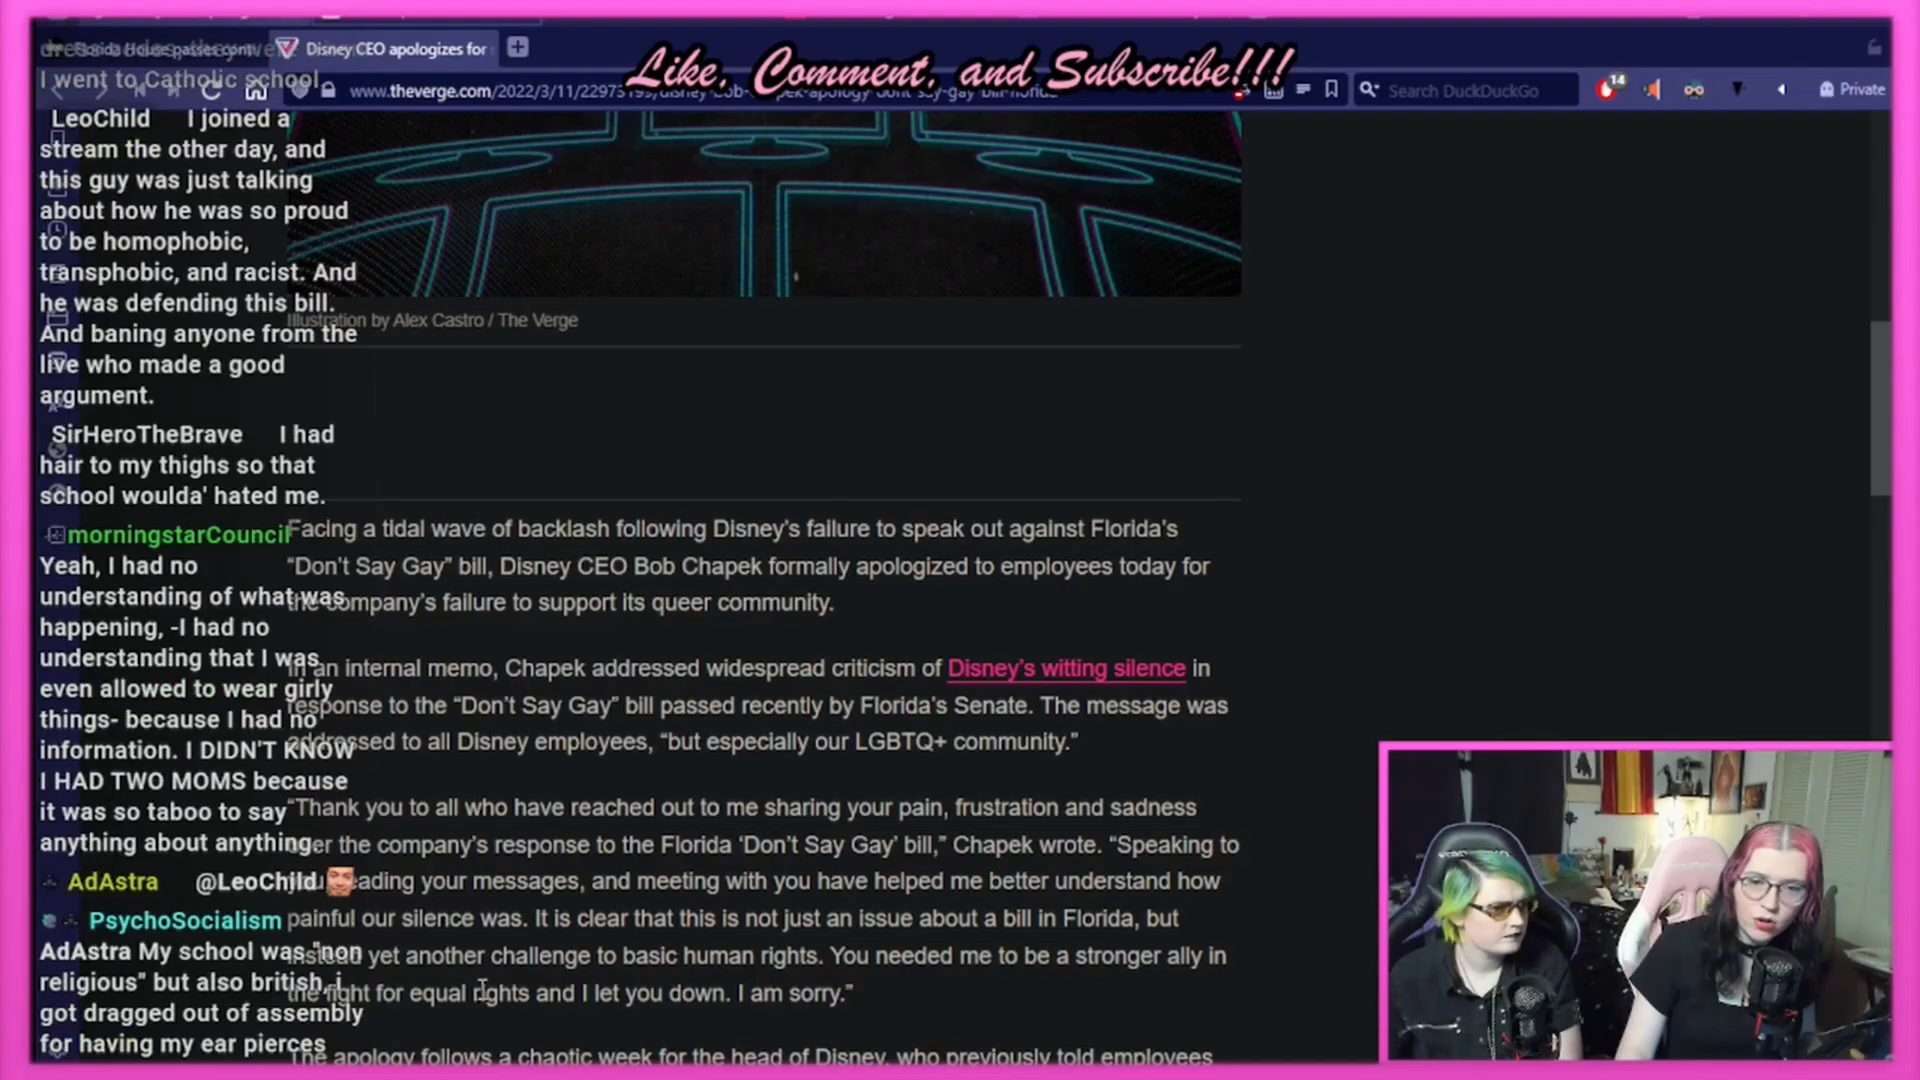 Florida House passes cont
Disney CEO apologizes for
Like, Comment, and Subscribe!!!
www.theverge.com/2022/3/11/22973199/disney-bob-chapek-apology-dont-say-gay-bill-florida
Search DuckDuckGo
14
Private
I went to Catholic school
LeoChild I joined a
stream the other day, and
this guy was just talking
about how he was so proud
to be homophobic,
transphobic, and racist. And
he was defending this bill.
And baning anyone from the
live who made a good
argument.
SirHeroTheBrave I had
hair to my thighs so that
school woulda' hated me.
morningstarCouncil
Yeah, I had no
understanding of what was
happening, -I had no
understanding that I was
even allowed to wear girly
things- because I had no
information. I DIDN'T KNOW
I HAD TWO MOMS because
it was so taboo to say
anything about anything.
AdAstra @LeoChild
PsychoSocialism
AdAstra My school was "non
religious" but also british, i
got dragged out of assembly
for having my ear pierces
Illustration by Alex Castro / The Verge
Facing a tidal wave of backlash following Disney's failure to speak out against Florida's
“Don't Say Gay” bill, Disney CEO Bob Chapek formally apologized to employees today for
the company's failure to support its queer community.
In an internal memo, Chapek addressed widespread criticism of Disney's witting silence in
response to the “Don't Say Gay” bill passed recently by Florida's Senate. The message was
addressed to all Disney employees, “but especially our LGBTQ+ community.”
“Thank you to all who have reached out to me sharing your pain, frustration and sadness
over the company's response to the Florida ‘Don't Say Gay’ bill,” Chapek wrote. “Speaking to
reading your messages, and meeting with you have helped me better understand how
painful our silence was. It is clear that this is not just an issue about a bill in Florida, but
instead yet another challenge to basic human rights. You needed me to be a stronger ally in
the fight for equal rights and I let you down. I am sorry.”
The apology follows a chaotic week for the head of Disney, who previously told employees